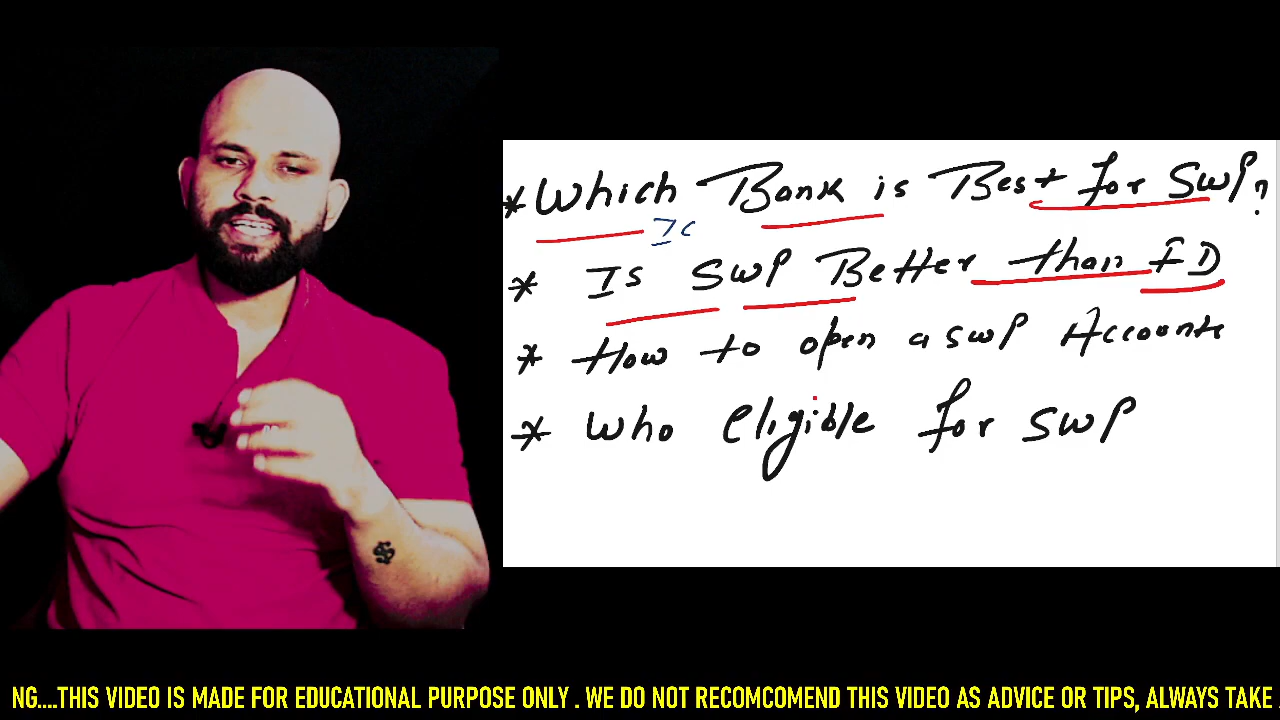 * Which Bank is Best for SWP?
IC
* Is SWP Better than FD
* How to open a SWP Accounts
* Who Eligible for SWP
NG....THIS VIDEO IS MADE FOR EDUCATIONAL PURPOSE ONLY . WE DO NOT RECOMCOMEND THIS VIDEO AS ADVICE OR TIPS, ALWAYS TAKE